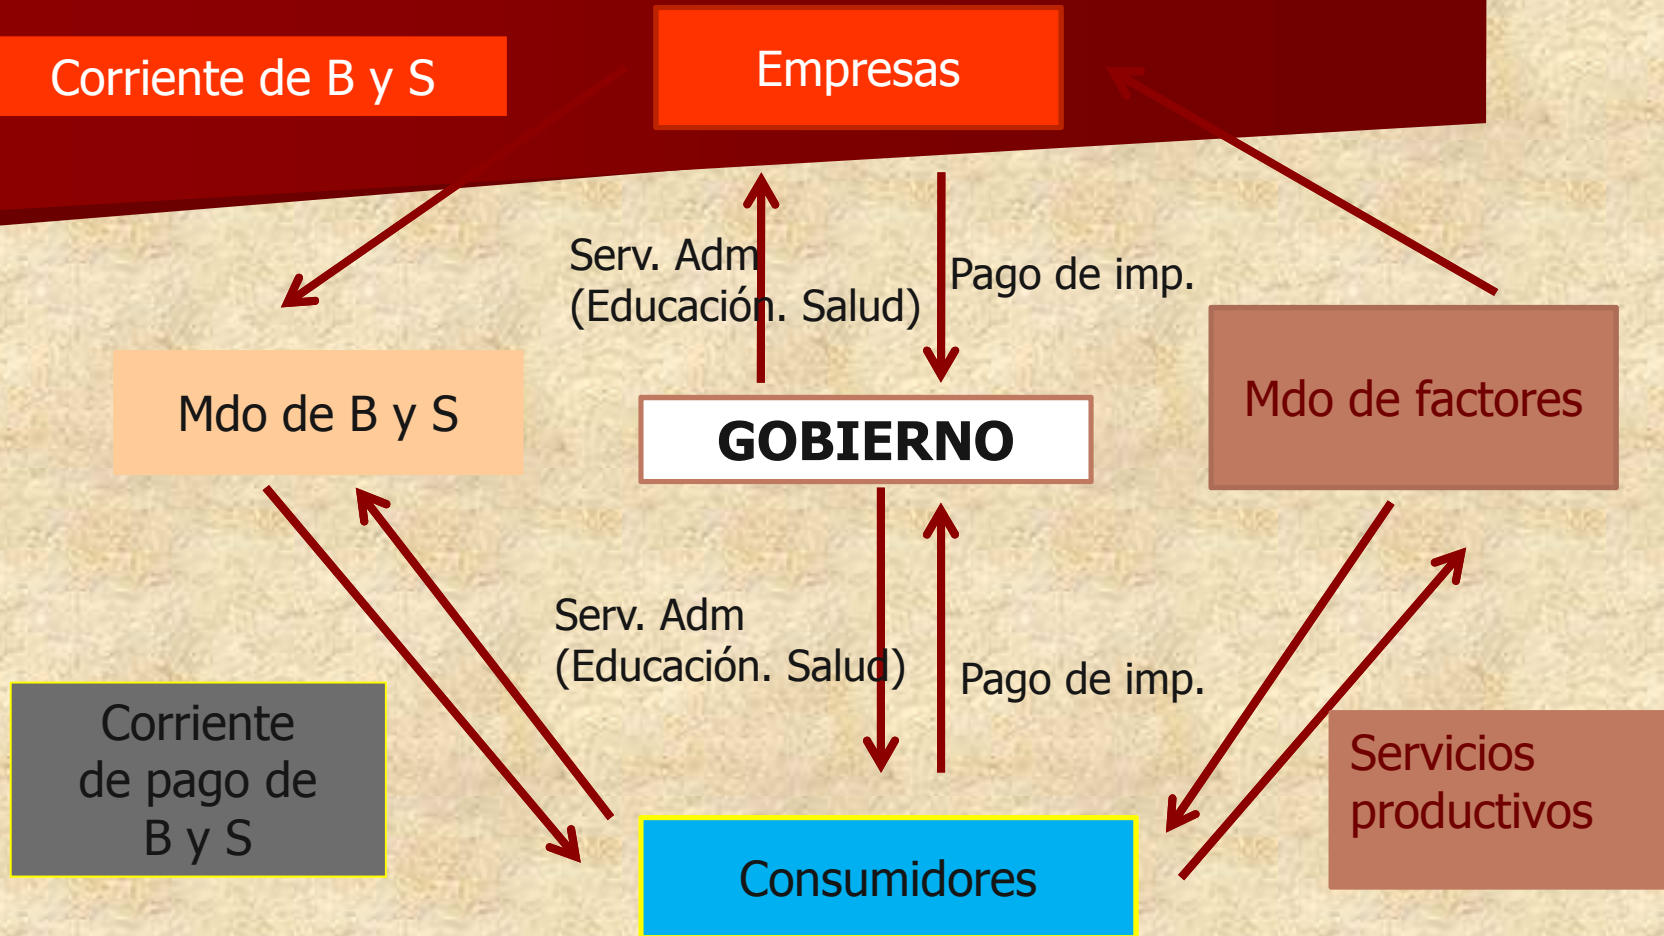 Corriente de B y S
Empresas
Serv. Adm
(Educación. Salud)
Pago de imp.
Mdo de B y S
GOBIERNO
Mdo de factores
Serv. Adm
(Educación. Salud)
Pago de imp.
Corriente
de pago de
B y S
Servicios
productivos
Consumidores